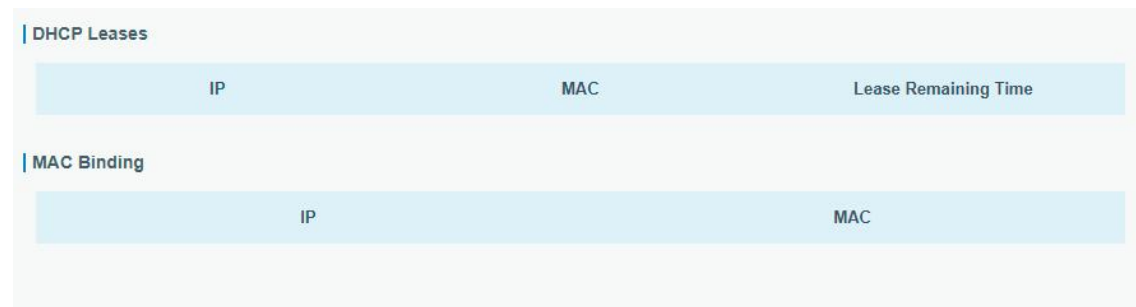 DHCP Leases
IP MAC Lease Remaining Time
MAC Binding
IP MAC